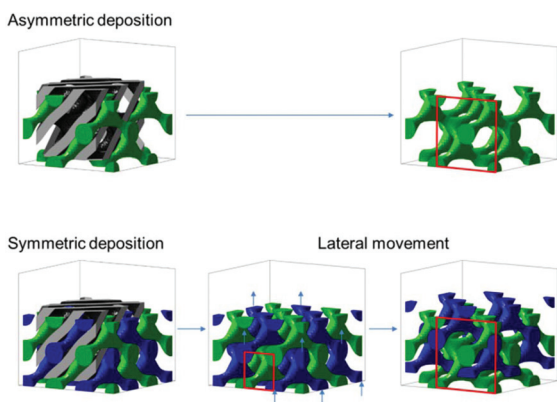 Asymmetric deposition
Symmetric deposition
Lateral movement